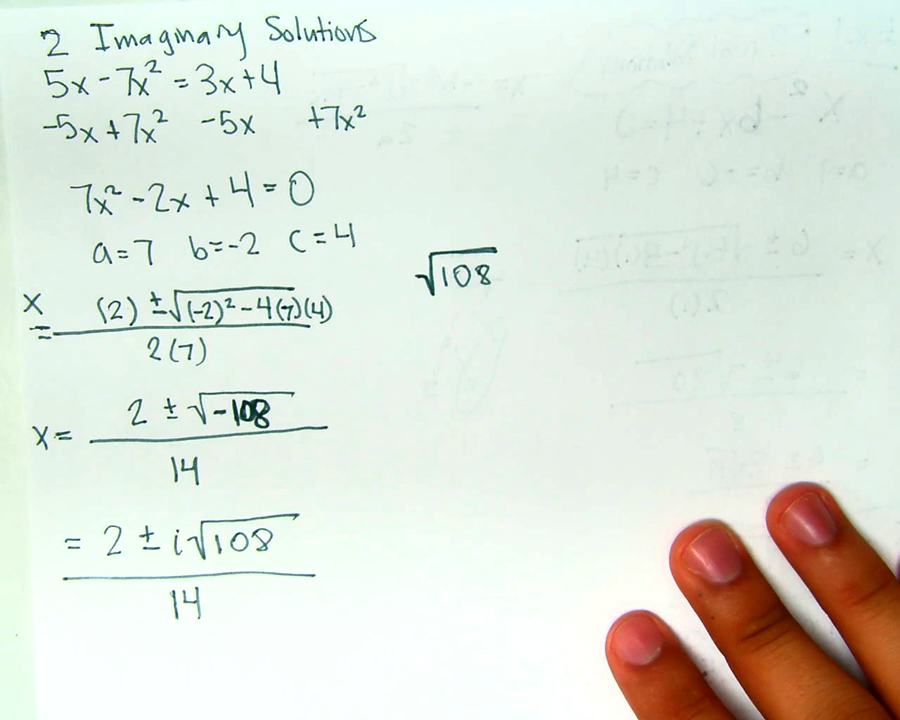 2 Imaginary Solutions
5x - 7x² = 3x + 4
-5x + 7x² -5x +7x²
7x² - 2x + 4 = 0
a = 7 b = -2 c = 4
√108
x = (2) ± √(-2)² - 4(7)(4)
2(7)
x = 2 ± √-108
14
= 2 ± i√108
14